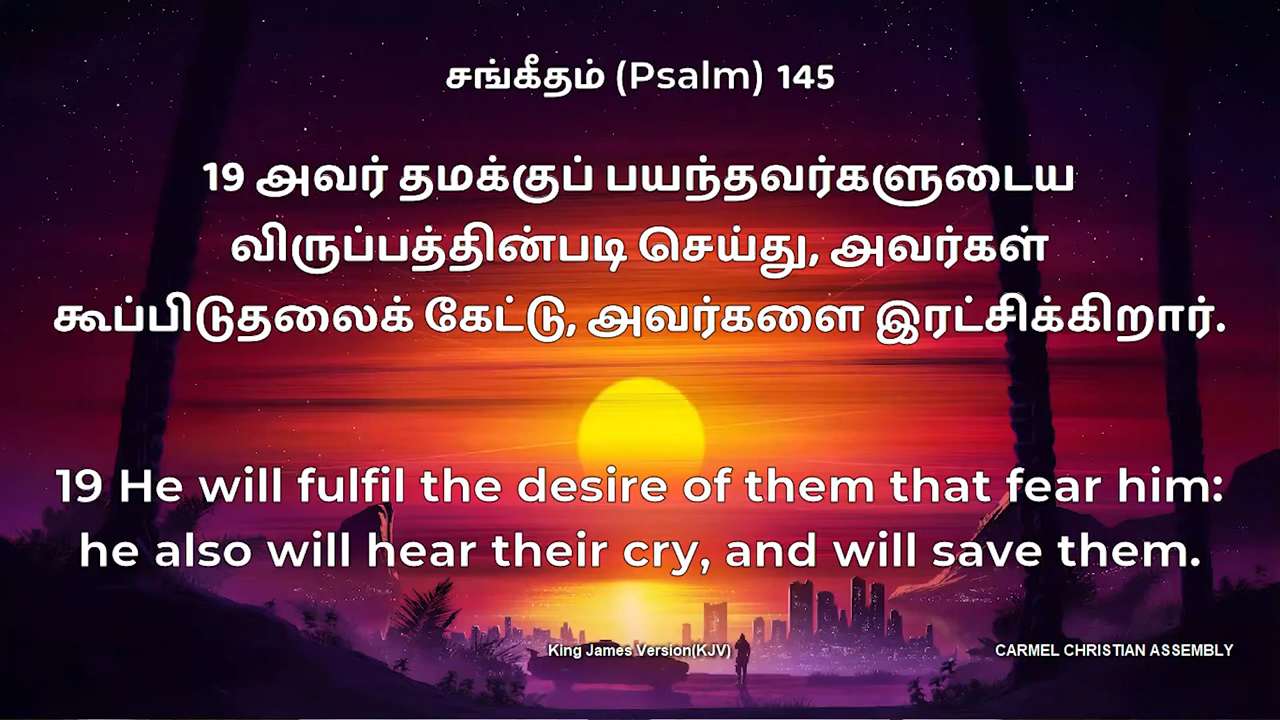 சங்கீதம் (Psalm) 145
19 அவர் தமக்குப் பயந்தவர்களுடைய
விருப்பத்தின்படி செய்து, அவர்கள்
கூப்பிடுதலைக் கேட்டு, அவர்களை இரட்சிக்கிறார்.
19 He will fulfil the desire of them that fear him:
he also will hear their cry, and will save them.
King James Version(KJV)
CARMEL CHRISTIAN ASSEMBLY